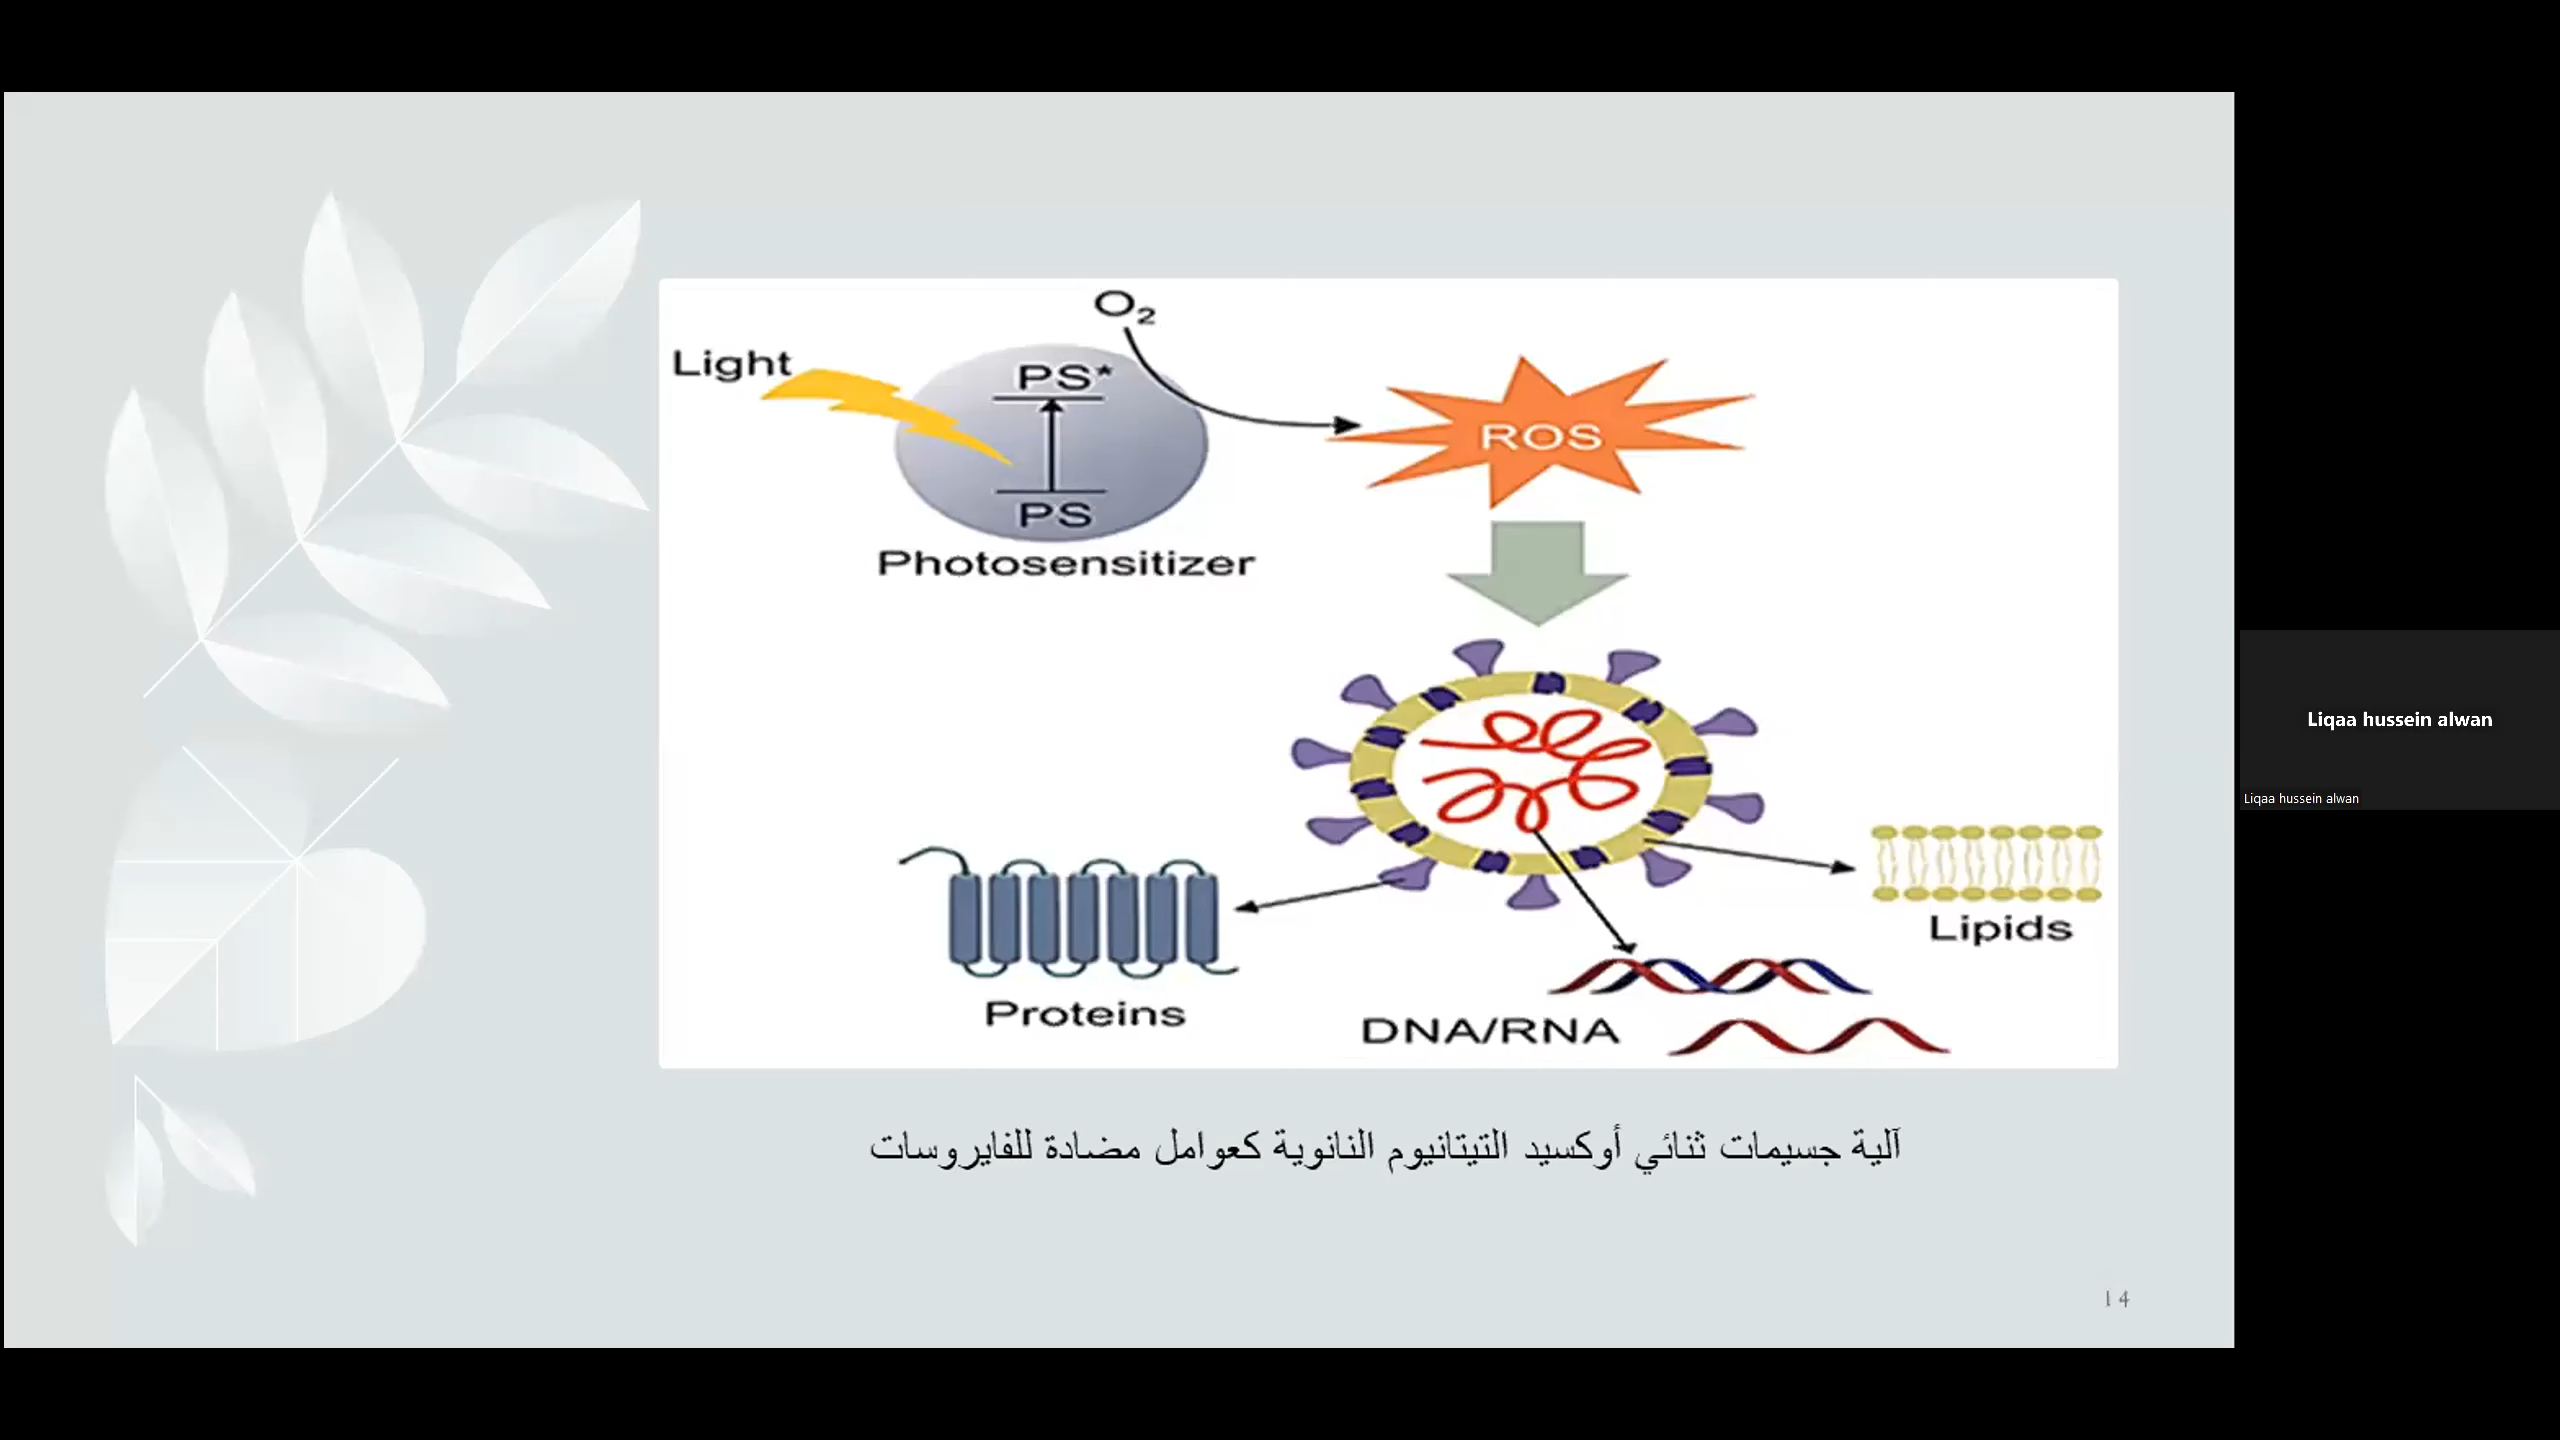 O₂
Light
PS*
ROS
PS
Photosensitizer
Lipids
Proteins
DNA/RNA
آلية جسيمات ثنائي أوكسيد التيتانيوم النانوية كعوامل مضادة للفايروسات
14
Liqaa hussein alwan
Liqaa hussein alwan